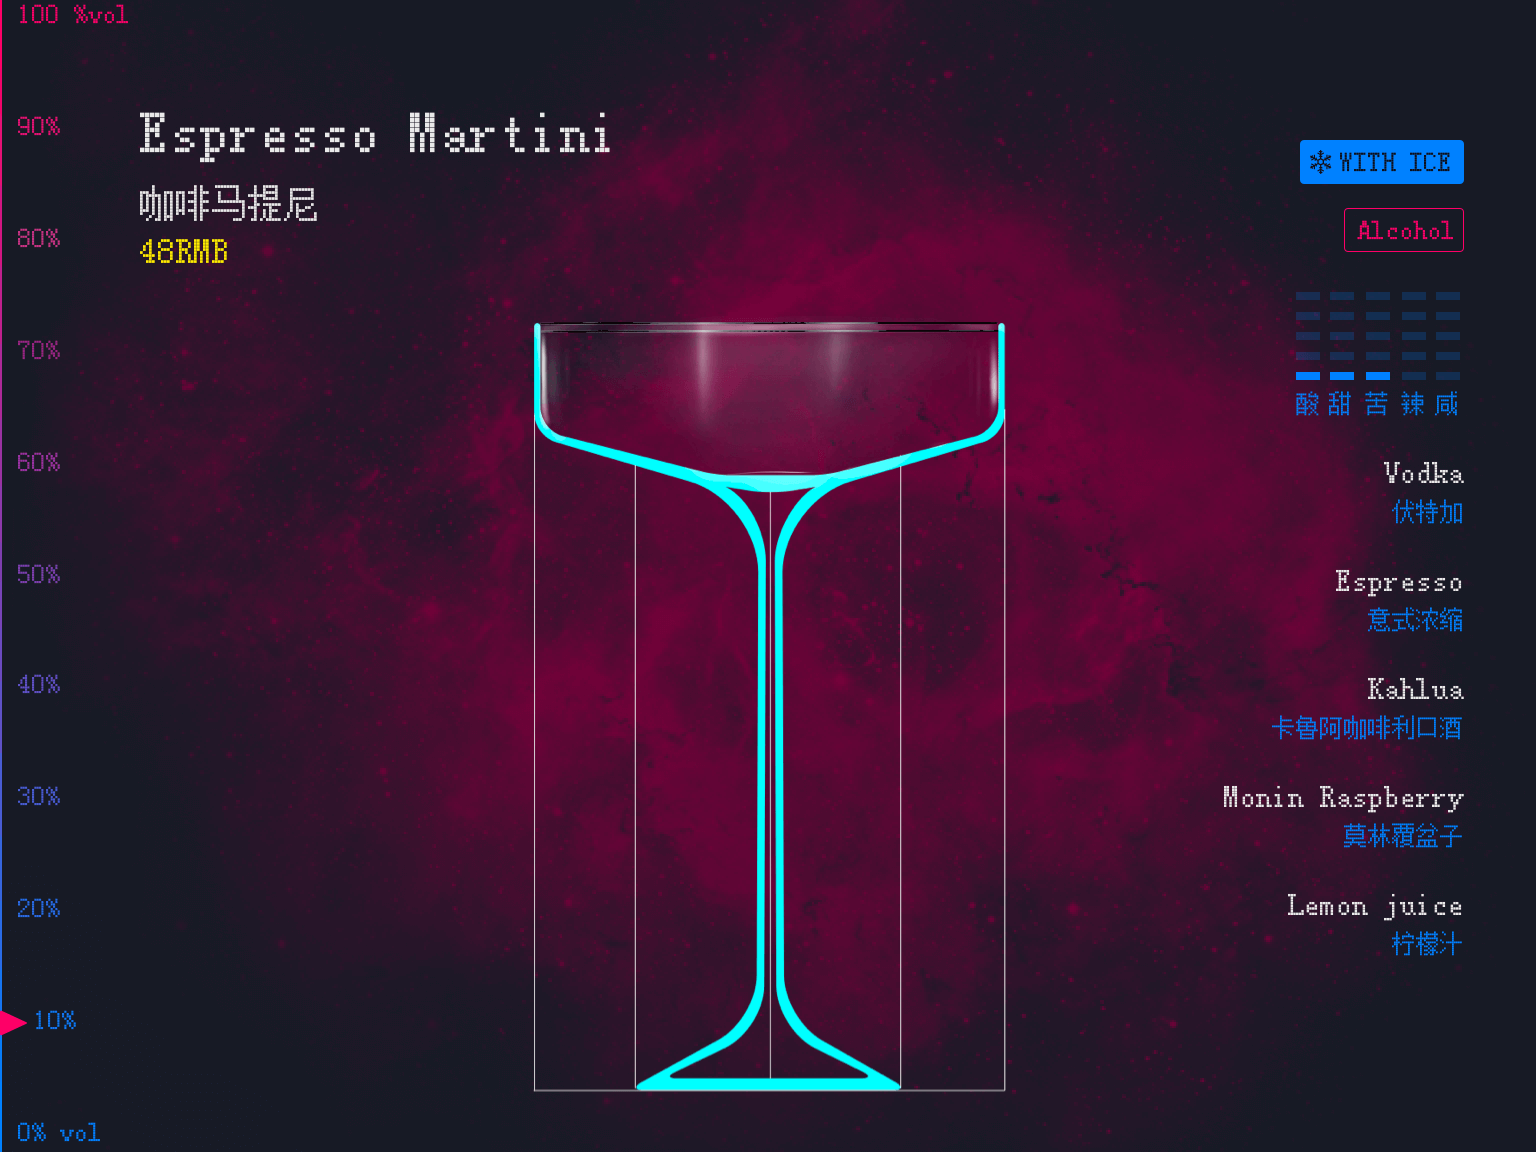 100 %vol
90%
80%
70%
60%
50%
40%
30%
20%
10%
0% vol
Espresso Martini
咖啡马提尼
48RMB
WITH ICE
Alcohol
酸 甜 苦 辣 咸
Vodka
伏特加
Espresso
意式浓缩
Kahlua
卡鲁阿咖啡利口酒
Monin Raspberry
莫林覆盆子
Lemon juice
柠檬汁